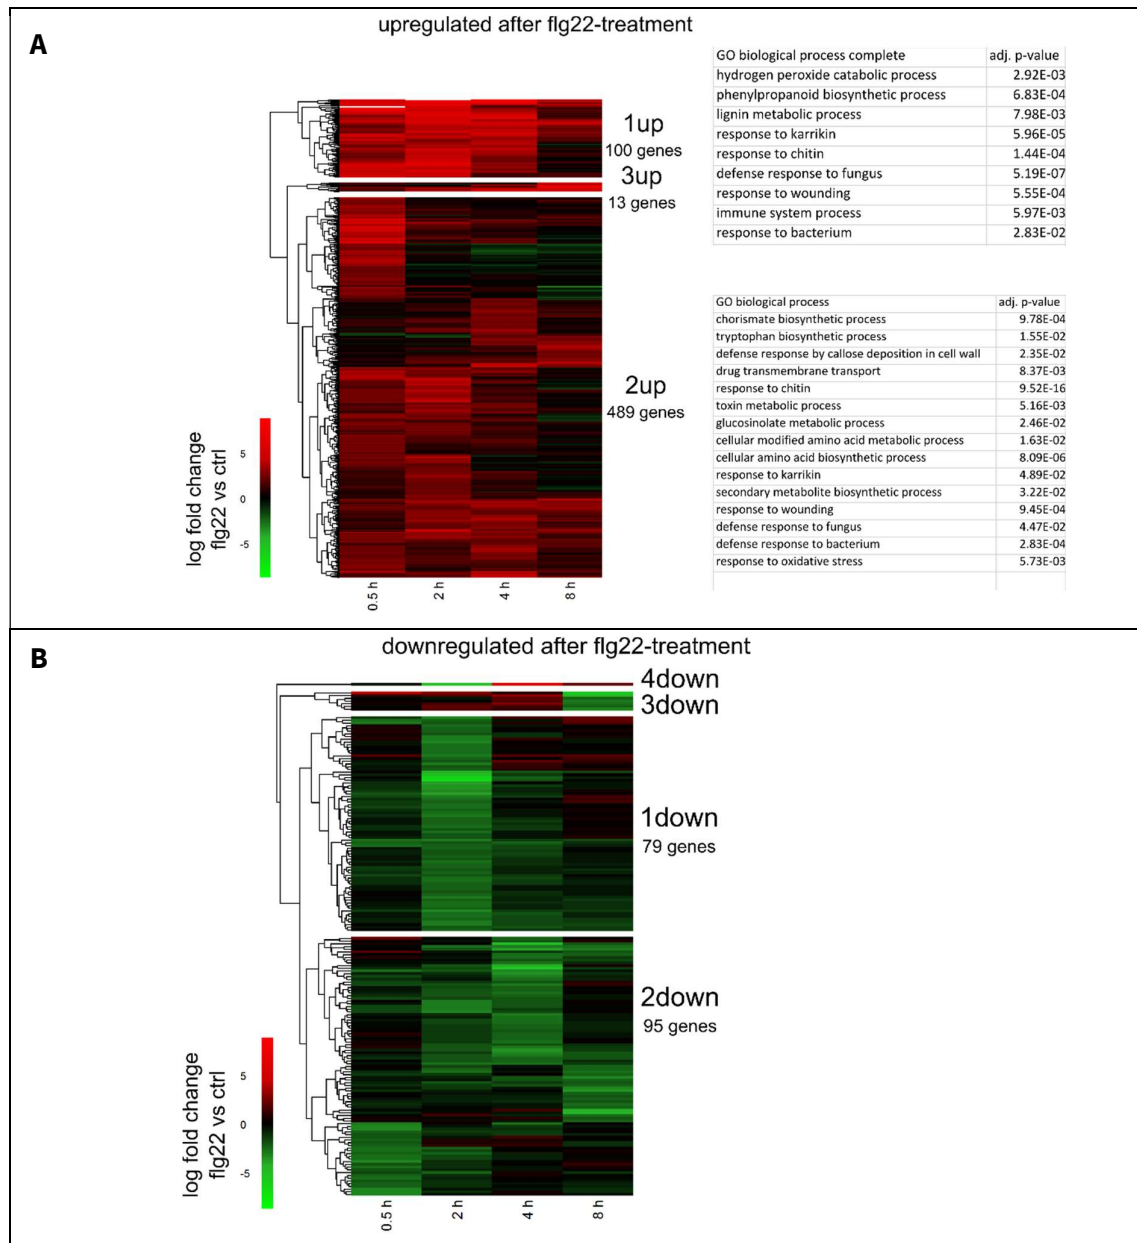 A
upregulated after flg22-treatment
1up
100 genes
3up
13 genes
2up
489 genes
log fold change
flg22 vs ctrl
5
0
-5
0.5 h
2 h
4 h
8 h
GO biological process complete adj. p-value
hydrogen peroxide catabolic process 2.92E-03
phenylpropanoid biosynthetic process 6.83E-04
lignin metabolic process 7.98E-03
response to karrikin 5.96E-05
response to chitin 1.44E-04
defense response to fungus 5.19E-07
response to wounding 5.55E-04
immune system process 5.97E-03
response to bacterium 2.83E-02
GO biological process adj. p-value
chorismate biosynthetic process 9.78E-04
tryptophan biosynthetic process 1.55E-02
defense response by callose deposition in cell wall 2.35E-02
drug transmembrane transport 8.37E-03
response to chitin 9.52E-16
toxin metabolic process 5.16E-03
glucosinolate metabolic process 2.46E-02
cellular modified amino acid metabolic process 1.63E-02
cellular amino acid biosynthetic process 8.09E-06
response to karrikin 4.89E-02
secondary metabolite biosynthetic process 3.22E-02
response to wounding 9.45E-04
defense response to fungus 4.47E-02
defense response to bacterium 2.83E-04
response to oxidative stress 5.73E-03
B
downregulated after flg22-treatment
4down
3down
1down
79 genes
2down
95 genes
log fold change
flg22 vs ctrl
5
0
-5
0.5 h
2 h
4 h
8 h